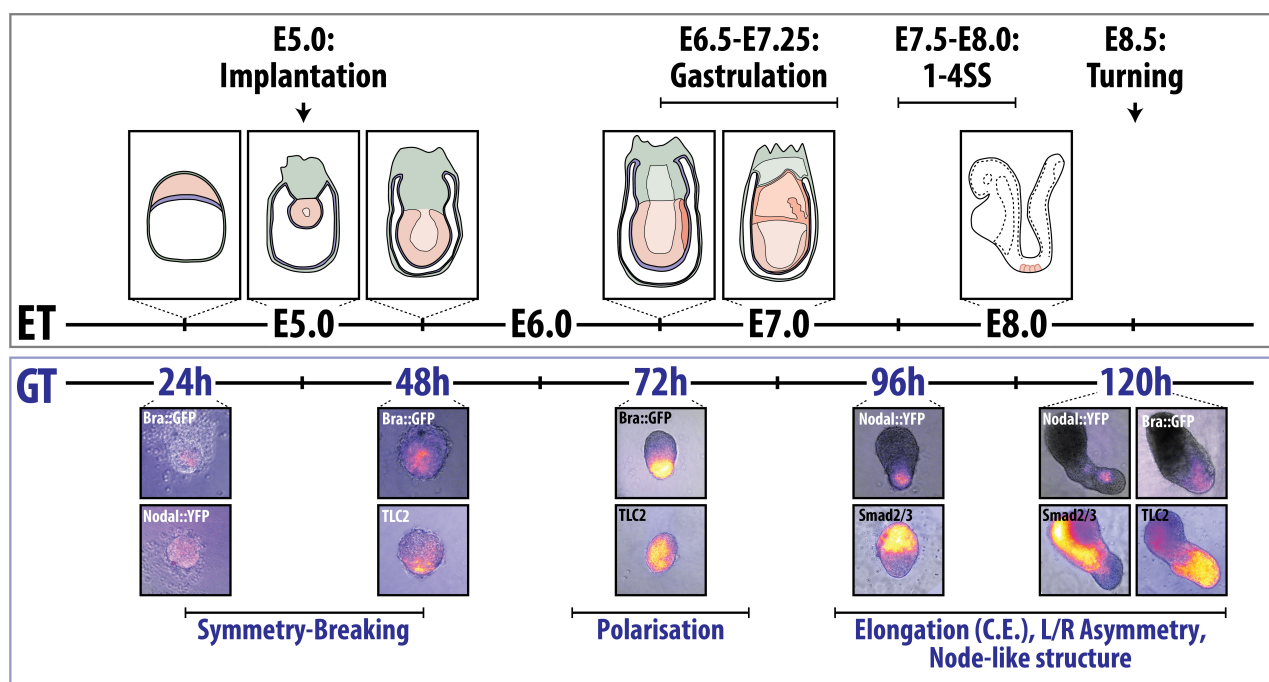 E5.0:
Implantation
E6.5-E7.25:
Gastrulation
E7.5-E8.0:
1-4SS
E8.5:
Turning
ET E5.0 E6.0 E7.0 E8.0
GT 24h 48h 72h 96h 120h
Bra::GFP Bra::GFP Bra::GFP Nodal::YFP Nodal::YFP Bra::GFP
Nodal::YFP TLC2 TLC2 Smad2/3 Smad2/3 TLC2
Symmetry-Breaking
Polarisation
Elongation (C.E.), L/R Asymmetry,
Node-like structure